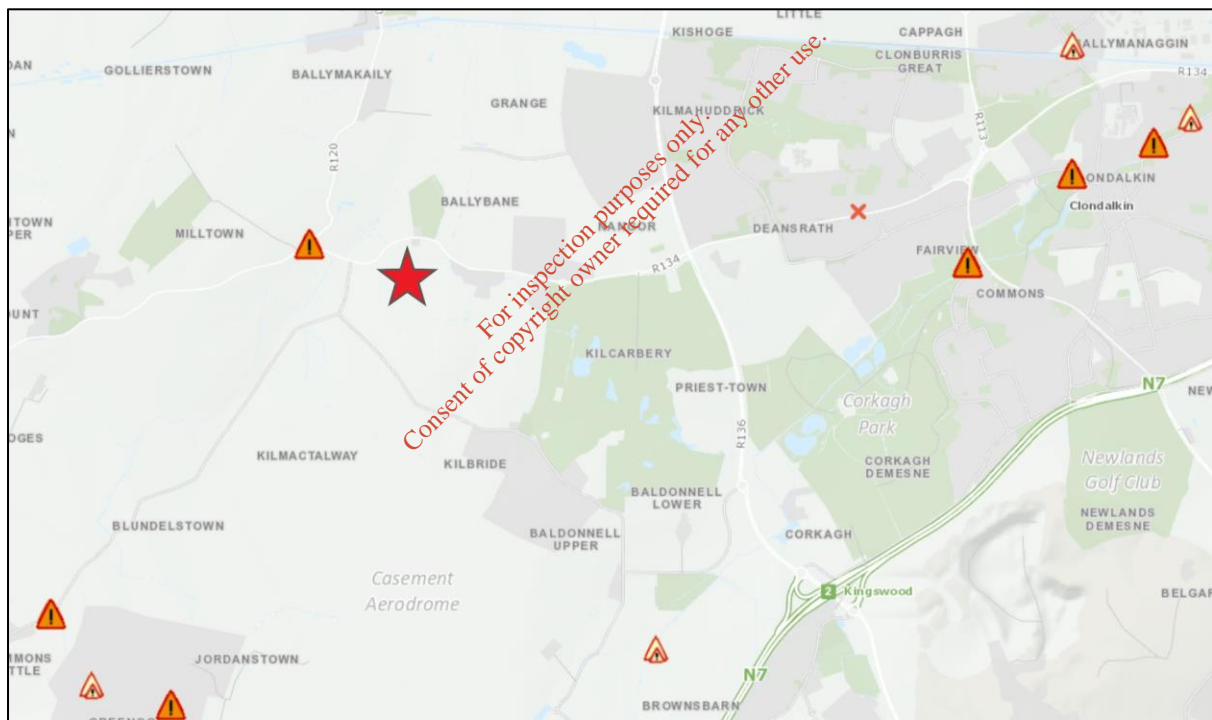 LITTLE
KISHOGE
CAPPAGH
BALLYMANAGGIN
CLONBURRIS
GREAT
GOLLIERSTOWN
BALLYMAKAILY
R134
GRANGE
KILMAHUDDRICK
R113
R120
BALLYBANE
CLONDALKIN
Clondalkin
MILLTOWN
NANGOR
DEANSRATH
FAIRVIEW
R134
COMMONS
For inspection purposes only.
Consent of copyright owner required for any other use.
KILCARBERY
PRIEST-TOWN
N7
Corkagh
Park
R136
KILMACTALWAY
KILBRIDE
CORKAGH
DEMESNE
Newlands
Golf Club
BALDONNELL
LOWER
NEWLANDS
DEMESNE
BLUNDELSTOWN
BALDONNELL
UPPER
CORKAGH
Casement
Aerodrome
2 Kingswood
BELGAR
JORDANSTOWN
N7
BROWNSBARN